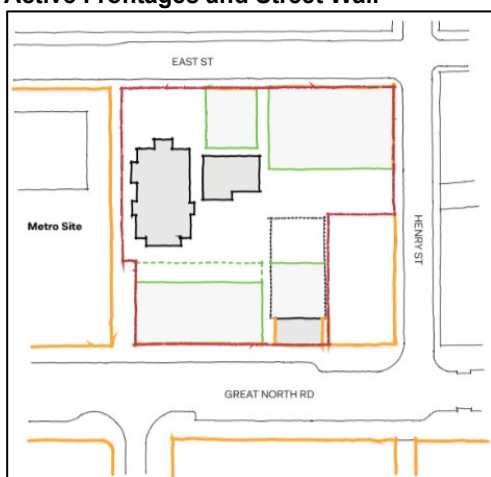 Active Frontages and Street Wall
EAST ST
Metro Site
HENRY ST
GREAT NORTH RD